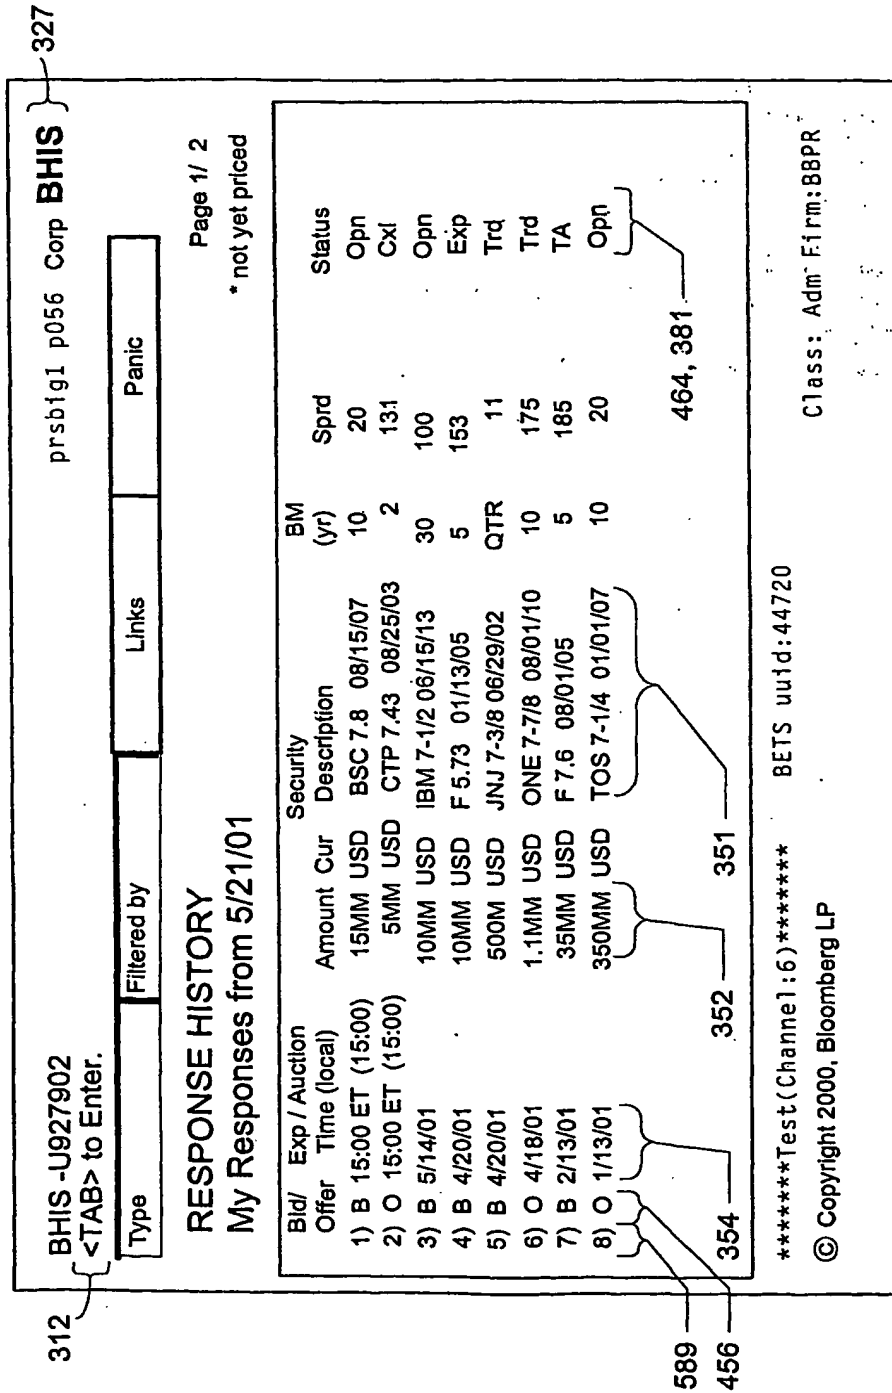 327
prsbigl p056 Corp BHIS
BHIS -U927902
312
<TAB> to Enter.
Type Filtered by Links Panic
RESPONSE HISTORY Page 1/ 2
My Responses from 5/21/01 * not yet priced
Bid/ Exp / Auction Security BM
Offer Time (local) Amount Cur Description (yr) Sprd Status
1) B 15:00 ET (15:00) 15MM USD BSC 7.8 08/15/07 10 20 Opn
2) O 15:00 ET (15:00) 5MM USD CTP 7.43 08/25/03 2 131 Cxl
3) B 5/14/01 10MM USD IBM 7-1/2 06/15/13 30 100 Opn
4) B 4/20/01 10MM USD F 5.73 01/13/05 5 153 Exp
5) B 4/20/01 500M USD JNJ 7-3/8 06/29/02 QTR 11 Trd
6) O 4/18/01 1.1MM USD ONE 7-7/8 08/01/10 10 175 Trd
7) B 2/13/01 35MM USD F 7.6 08/01/05 5 185 TA
8) O 1/13/01 350MM USD TOS 7-1/4 01/01/07 10 20 Opn
589
456
354 352 351 464, 381
*******Test(Channel:6)******* BETS uuid:44720 Class: Adm Firm:BBPR
© Copyright 2000, Bloomberg LP